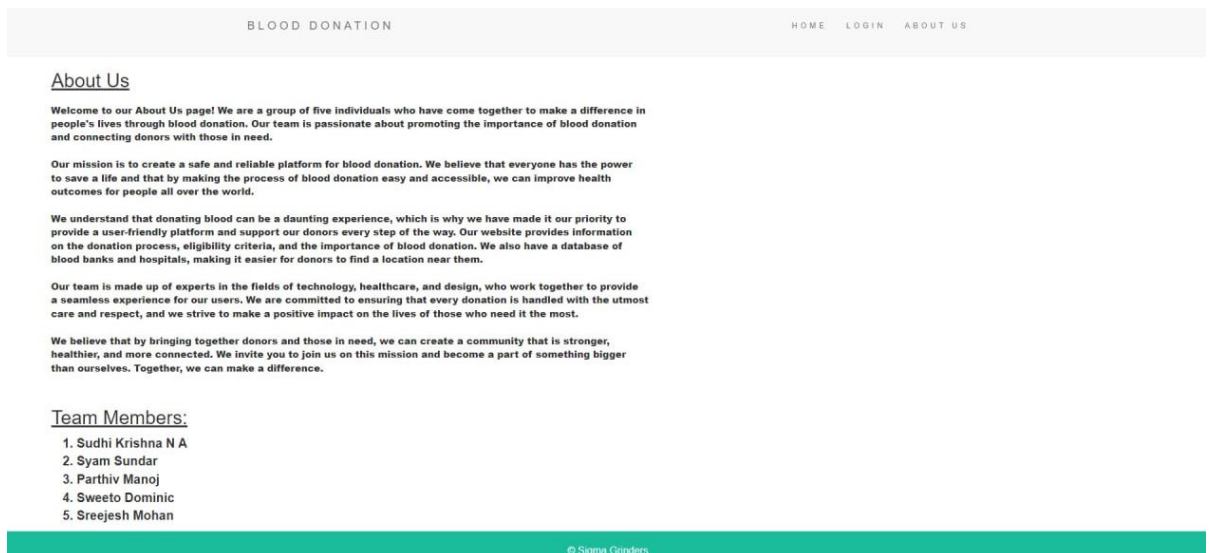 BLOOD DONATION
HOME LOGIN ABOUT US
About Us
Welcome to our About Us page! We are a group of five individuals who have come together to make a difference in
people's lives through blood donation. Our team is passionate about promoting the importance of blood donation
and connecting donors with those in need.
Our mission is to create a safe and reliable platform for blood donation. We believe that everyone has the power
to save a life and that by making the process of blood donation easy and accessible, we can improve health
outcomes for people all over the world.
We understand that donating blood can be a daunting experience, which is why we have made it our priority to
provide a user-friendly platform and support our donors every step of the way. Our website provides information
on the donation process, eligibility criteria, and the importance of blood donation. We also have a database of
blood banks and hospitals, making it easier for donors to find a location near them.
Our team is made up of experts in the fields of technology, healthcare, and design, who work together to provide
a seamless experience for our users. We are committed to ensuring that every donation is handled with the utmost
care and respect, and we strive to make a positive impact on the lives of those who need it the most.
We believe that by bringing together donors and those in need, we can create a community that is stronger,
healthier, and more connected. We invite you to join us on this mission and become a part of something bigger
than ourselves. Together, we can make a difference.
Team Members:
1. Sudhi Krishna N A
2. Syam Sundar
3. Parthiv Manoj
4. Sweeto Dominic
5. Sreejesh Mohan
© Sigma Grinders